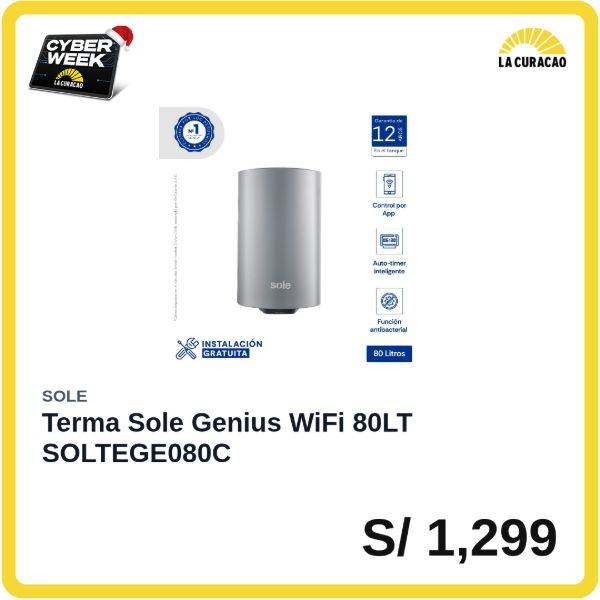 CYBER
WEEK
LA CURACAO
LA CURACAO
N° 1
Garantía de
12 AÑOS
En el tanque
Control por
App
Auto-timer
inteligente
Función
antibacterial
80 Litros
sole
INSTALACIÓN
GRATUITA
SOLE
Terma Sole Genius WiFi 80LT
SOLTEGE080C
S/ 1,299